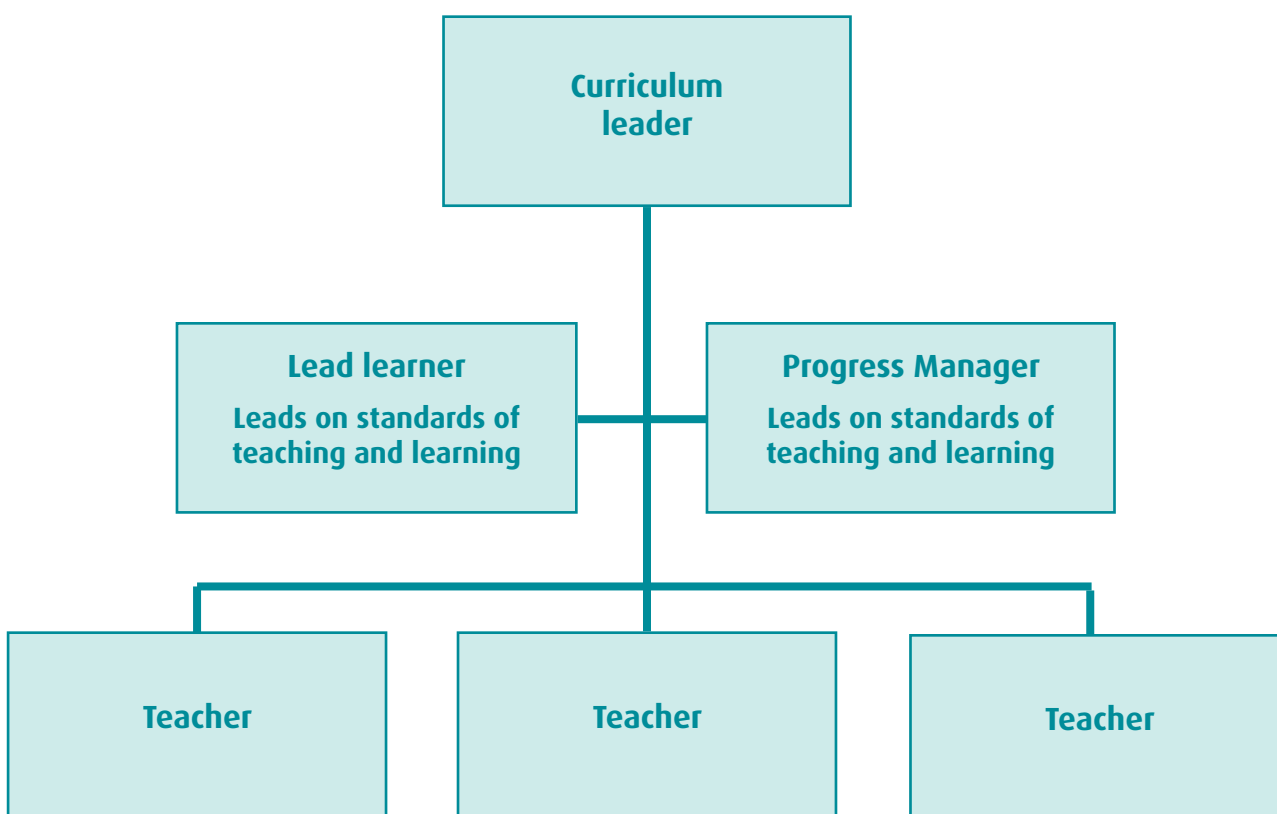 Curriculum
leader
Lead learner
Leads on standards of
teaching and learning
Progress Manager
Leads on standards of
teaching and learning
Teacher
Teacher
Teacher